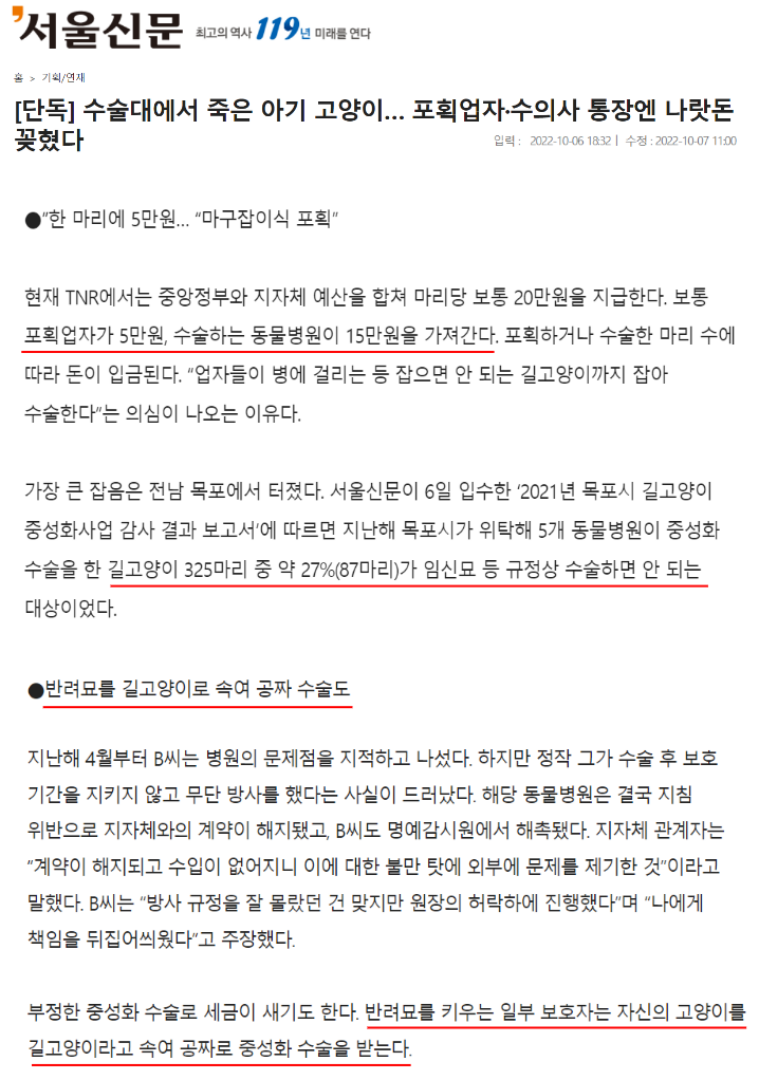 서울신문 최고의 역사 119년 미래를 연다
홈 > 기획/연재
[단독] 수술대에서 죽은 아기 고양이... 포획업자·수의사 통장엔 나랏돈
꽂혔다
입력 : 2022-10-06 18:32ㅣ 수정 : 2022-10-07 11:00
●“한 마리에 5만원... “마구잡이식 포획”
현재 TNR에서는 중앙정부와 지자체 예산을 합쳐 마리당 보통 20만원을 지급한다. 보통
포획업자가 5만원, 수술하는 동물병원이 15만원을 가져간다. 포획하거나 수술한 마리 수에
따라 돈이 입금된다. “업자들이 병에 걸리는 등 잡으면 안 되는 길고양이까지 잡아
수술한다”는 의심이 나오는 이유다.
가장 큰 잡음은 전남 목포에서 터졌다. 서울신문이 6일 입수한 ‘2021년 목포시 길고양이
중성화사업 감사 결과 보고서’에 따르면 지난해 목포시가 위탁해 5개 동물병원이 중성화
수술을 한 길고양이 325마리 중 약 27%(87마리)가 임신묘 등 규정상 수술하면 안 되는
대상이었다.
●반려묘를 길고양이로 속여 공짜 수술도
지난해 4월부터 B씨는 병원의 문제점을 지적하고 나섰다. 하지만 정작 그가 수술 후 보호
기간을 지키지 않고 무단 방사를 했다는 사실이 드러났다. 해당 동물병원은 결국 지침
위반으로 지자체와의 계약이 해지됐고, B씨도 명예감시원에서 해촉됐다. 지자체 관계자는
“계약이 해지되고 수입이 없어지니 이에 대한 불만 탓에 외부에 문제를 제기한 것”이라고
말했다. B씨는 “방사 규정을 잘 몰랐던 건 맞지만 원장의 허락하에 진행했다”며 “나에게
책임을 뒤집어씌웠다”고 주장했다.
부정한 중성화 수술로 세금이 새기도 한다. 반려묘를 키우는 일부 보호자는 자신의 고양이를
길고양이라고 속여 공짜로 중성화 수술을 받는다.